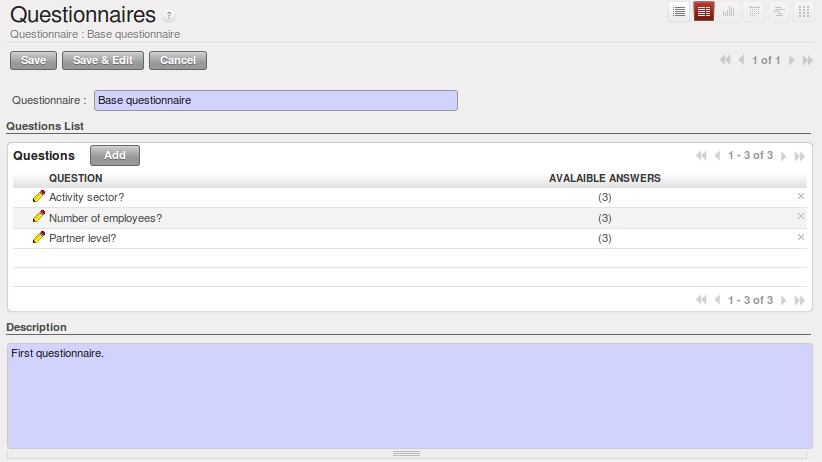 Questionnaires ?
Questionnaire : Base questionnaire
Save Save & Edit Cancel 1 of 1
Questionnaire : Base questionnaire
Questions List
Questions Add 1 - 3 of 3
QUESTION AVALAIBLE ANSWERS
Activity sector? (3)
Number of employees? (3)
Partner level? (3)
1 - 3 of 3
Description
First questionnaire.